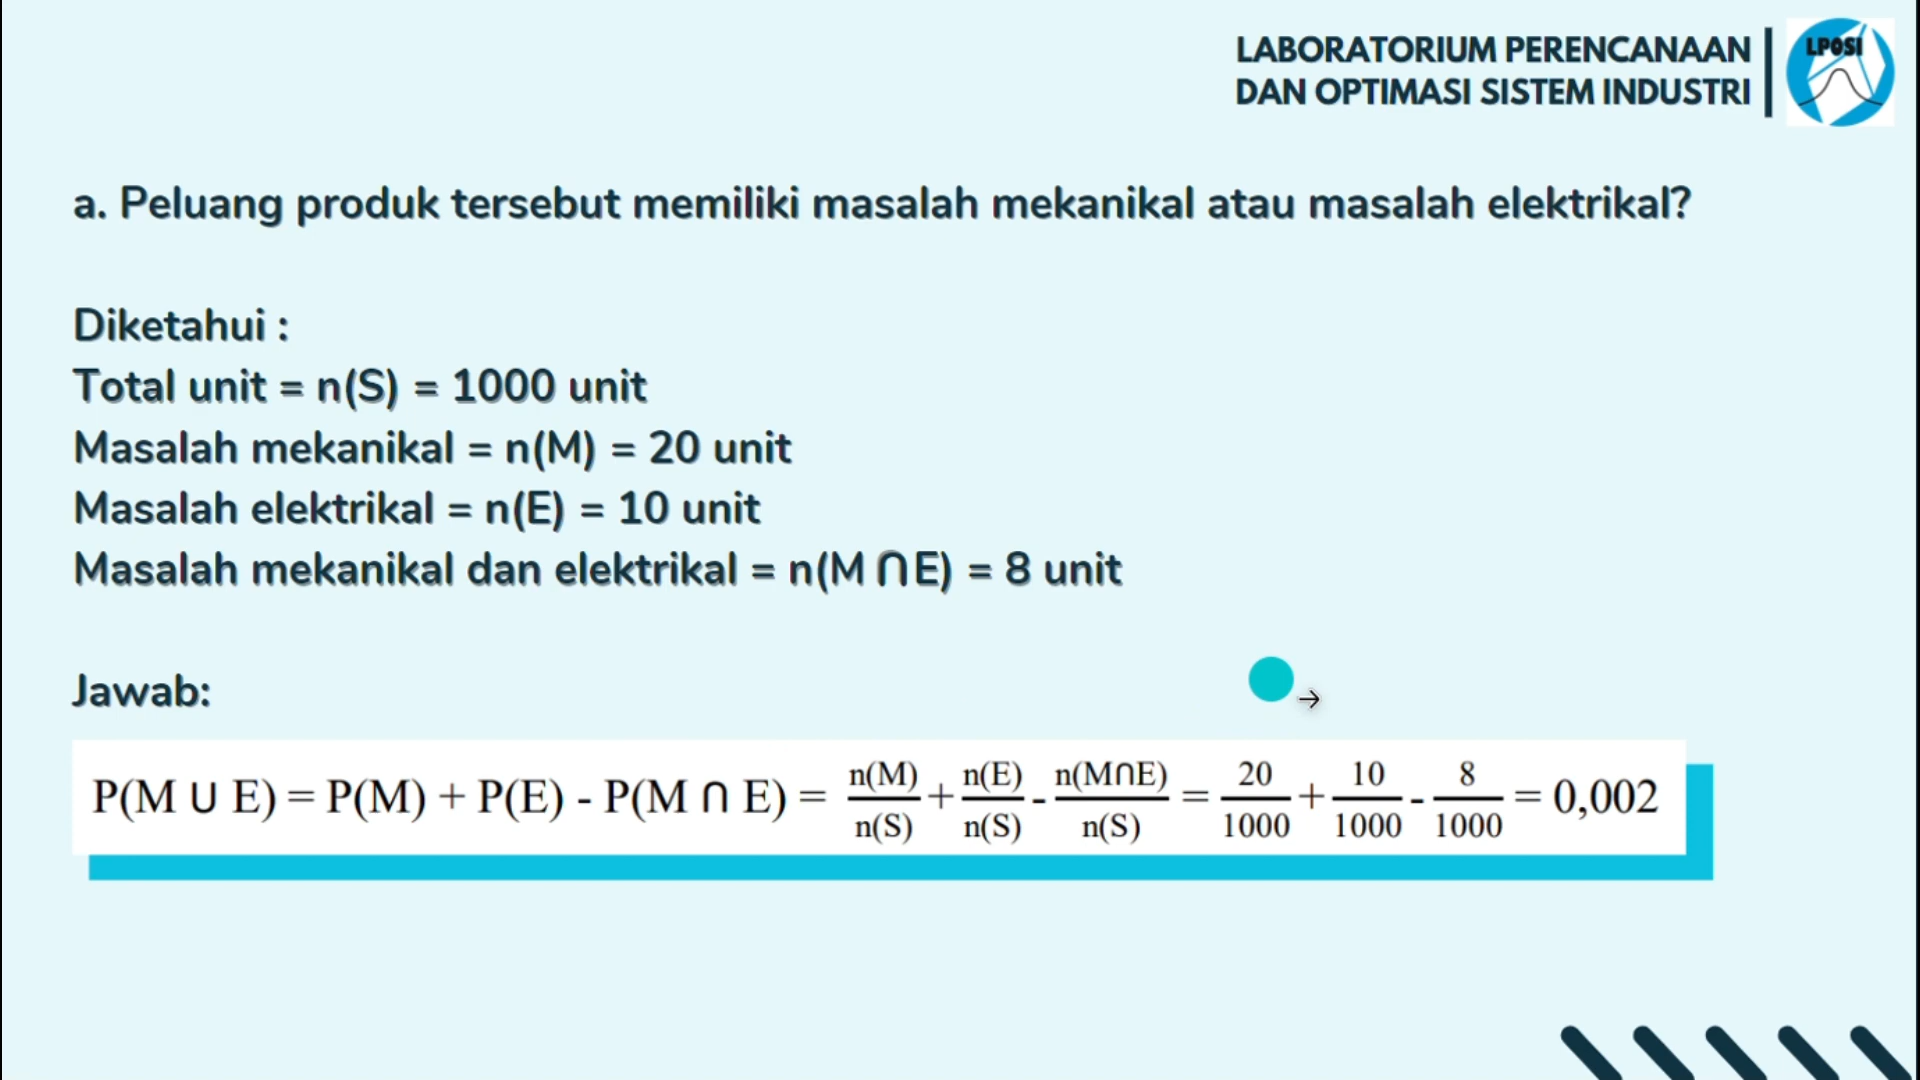 LABORATORIUM PERENCANAAN
DAN OPTIMASI SISTEM INDUSTRI
LPOSI
a. Peluang produk tersebut memiliki masalah mekanikal atau masalah elektrikal?
Diketahui :
Total unit = n(S) = 1000 unit
Masalah mekanikal = n(M) = 20 unit
Masalah elektrikal = n(E) = 10 unit
Masalah mekanikal dan elektrikal = n(M ∩ E) = 8 unit
Jawab:
P(M ∪ E) = P(M) + P(E) - P(M ∩ E) = n(M)/n(S) + n(E)/n(S) - n(M∩E)/n(S) = 20/1000 + 10/1000 - 8/1000 = 0,002